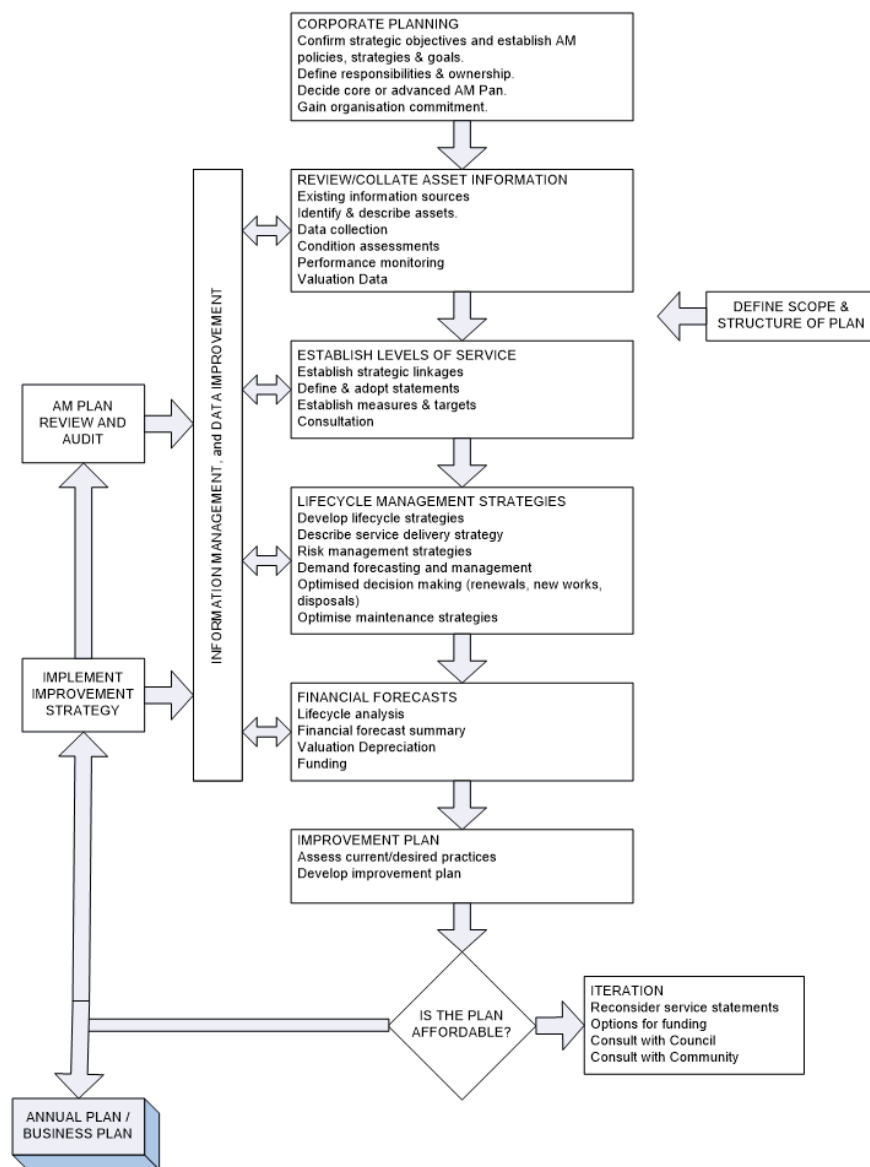 CORPORATE PLANNING
Confirm strategic objectives and establish AM
policies, strategies & goals.
Define responsibilities & ownership.
Decide core or advanced AM Pan.
Gain organisation commitment.
REVIEW/COLLATE ASSET INFORMATION
Existing information sources
Identify & describe assets.
Data collection
Condition assessments
Performance monitoring
Valuation Data
DEFINE SCOPE &
STRUCTURE OF PLAN
INFORMATION MANAGEMENT, and DATA IMPROVEMENT
ESTABLISH LEVELS OF SERVICE
Establish strategic linkages
Define & adopt statements
Establish measures & targets
Consultation
AM PLAN
REVIEW AND
AUDIT
LIFECYCLE MANAGEMENT STRATEGIES
Develop lifecycle strategies
Describe service delivery strategy
Risk management strategies
Demand forecasting and management
Optimised decision making (renewals, new works,
disposals)
Optimise maintenance strategies
IMPLEMENT
IMPROVEMENT
STRATEGY
FINANCIAL FORECASTS
Lifecycle analysis
Financial forecast summary
Valuation Depreciation
Funding
IMPROVEMENT PLAN
Assess current/desired practices
Develop improvement plan
IS THE PLAN
AFFORDABLE?
ITERATION
Reconsider service statements
Options for funding
Consult with Council
Consult with Community
ANNUAL PLAN /
BUSINESS PLAN